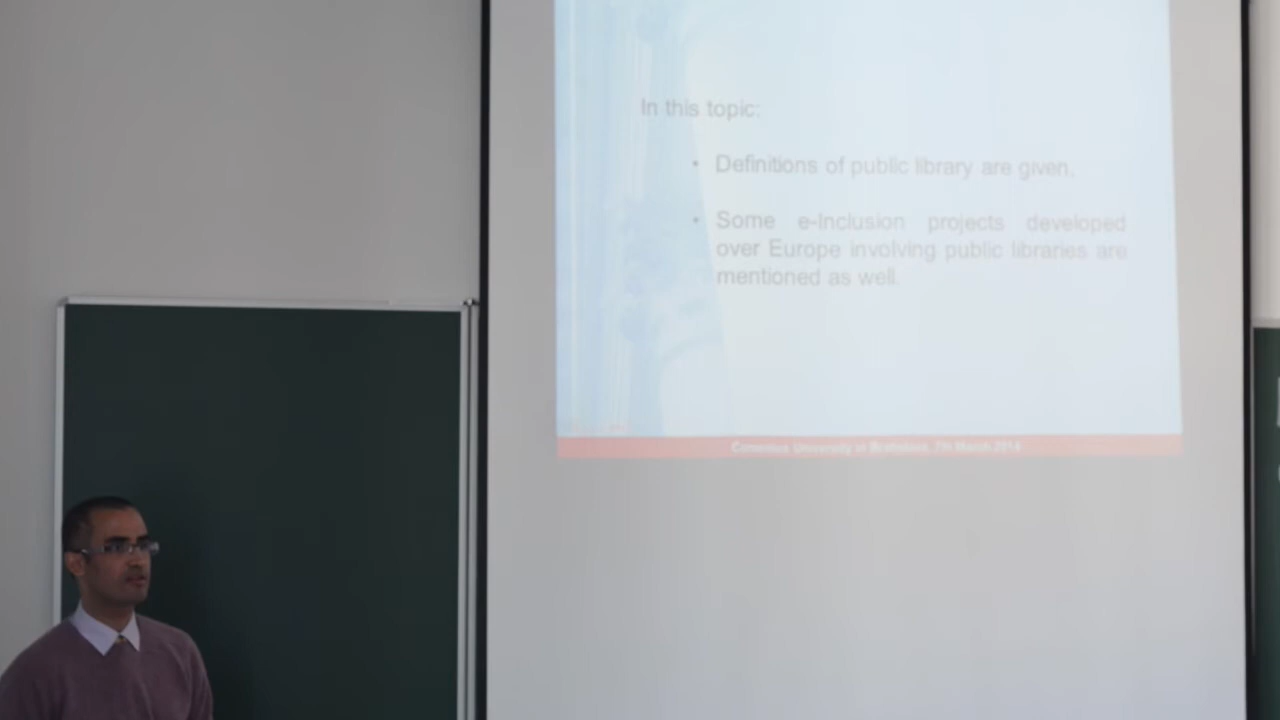 In this topic:
• Definitions of public library are given.
• Some e-Inclusion projects developed
over Europe involving public libraries are
mentioned as well.
Comenius University in Bratislava, 7th March 2014